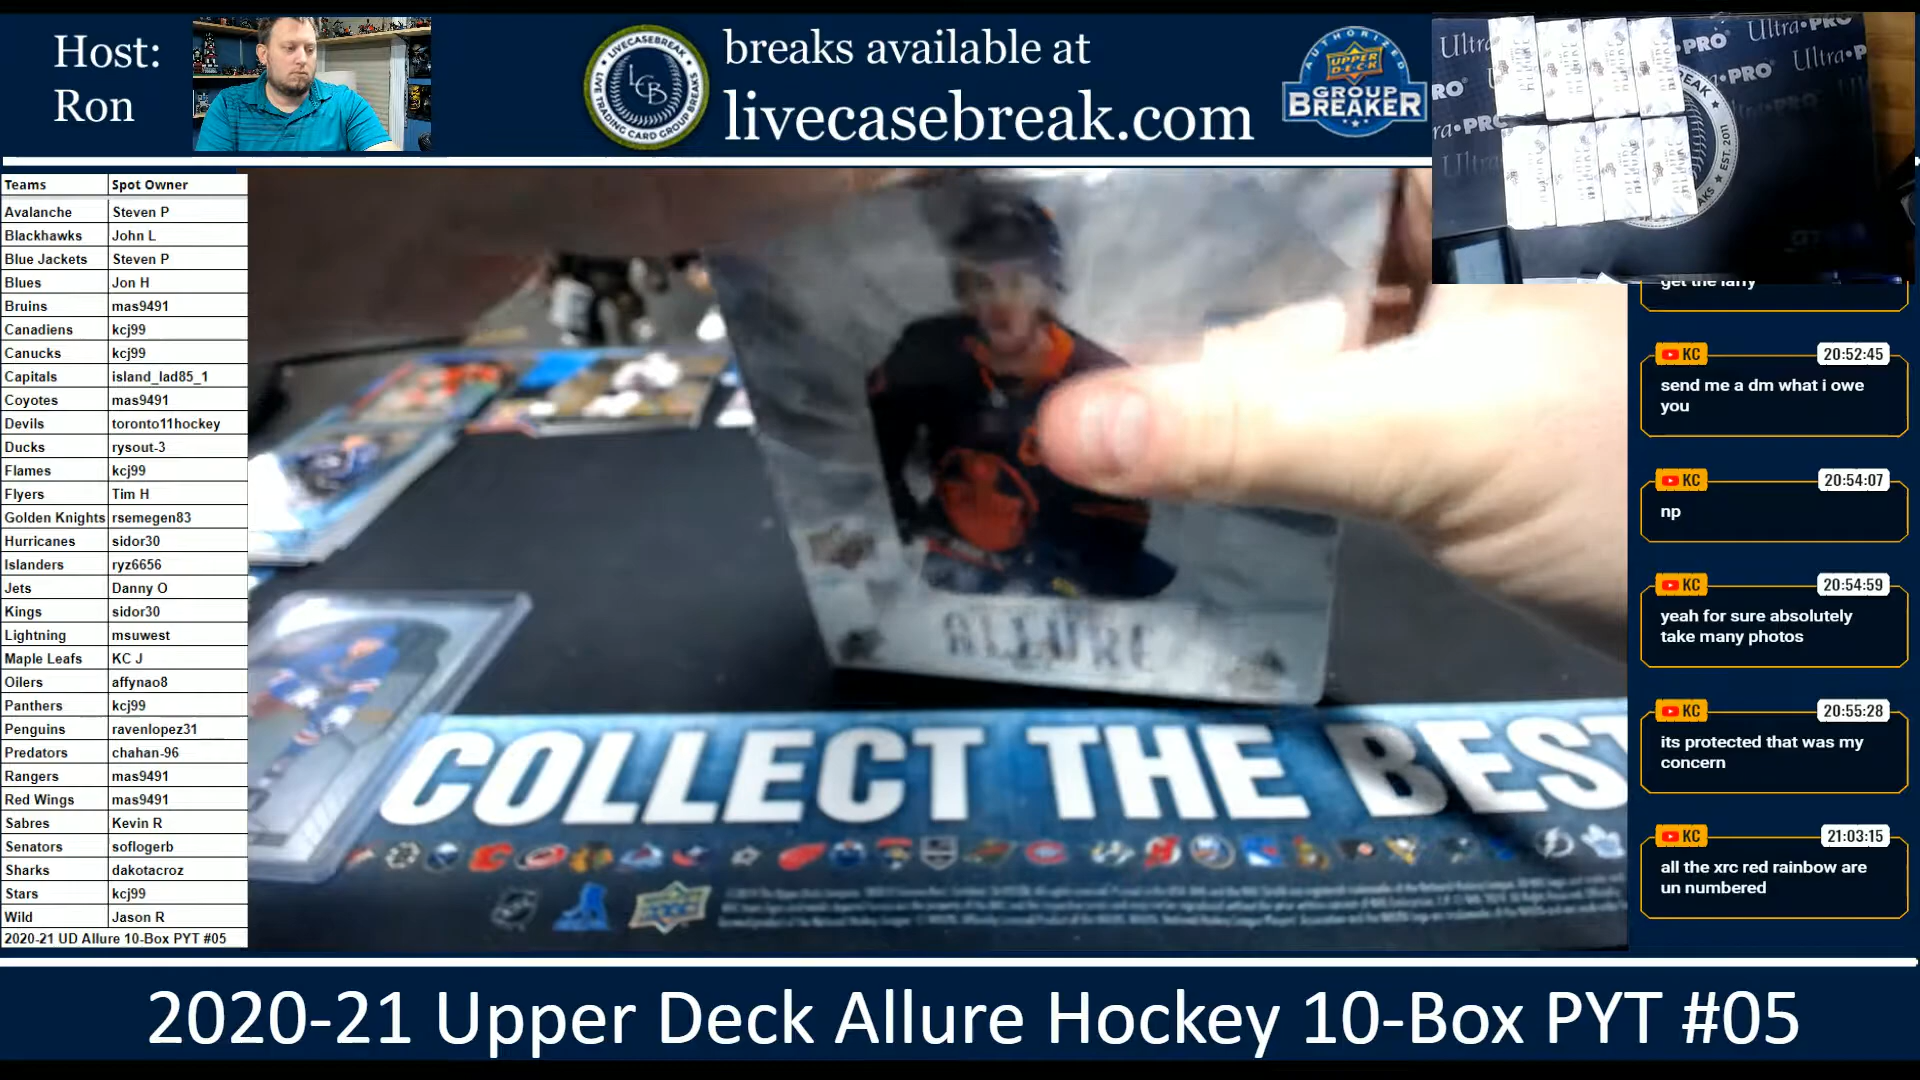 Host:
Ron
LIVECASEBREAK
LCB
LIVE TRADING CARD GROUP BREAKS
breaks available at
livecasebreak.com
AUTHORIZED
UPPER DECK
GROUP
BREAKER
Ultra•PRO
EST. 2011
Teams Spot Owner
Avalanche Steven P
Blackhawks John L
Blue Jackets Steven P
Blues Jon H
Bruins mas9491
Canadiens kcj99
Canucks kcj99
Capitals island_lad85_1
Coyotes mas9491
Devils toronto11hockey
Ducks rysout-3
Flames kcj99
Flyers Tim H
Golden Knights rsemegen83
Hurricanes sidor30
Islanders ryz6656
Jets Danny O
Kings sidor30
Lightning msuwest
Maple Leafs KC J
Oilers affynao8
Panthers kcj99
Penguins ravenlopez31
Predators chahan-96
Rangers mas9491
Red Wings mas9491
Sabres Kevin R
Senators soflogerb
Sharks dakotacroz
Stars kcj99
Wild Jason R
2020-21 UD Allure 10-Box PYT #05
ALLURE
COLLECT THE BEST
KC 20:52:45
send me a dm what i owe
you
KC 20:54:07
np
KC 20:54:59
yeah for sure absolutely
take many photos
KC 20:55:28
its protected that was my
concern
KC 21:03:15
all the xrc red rainbow are
un numbered
2020-21 Upper Deck Allure Hockey 10-Box PYT #05